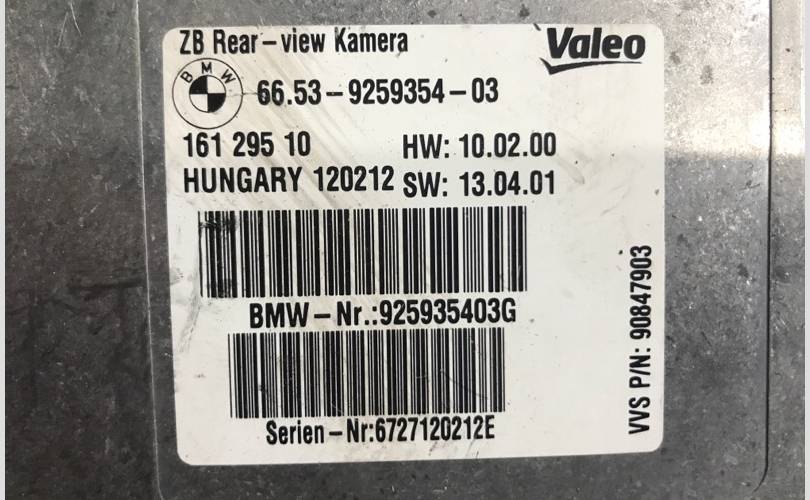 ZB Rear-view Kamera
Valeo
BMW
66.53-9259354-03
161 295 10
HW: 10.02.00
HUNGARY 120212
SW: 13.04.01
BMW-Nr.:925935403G
Serien-Nr:6727120212E
VVS P/N: 90847903